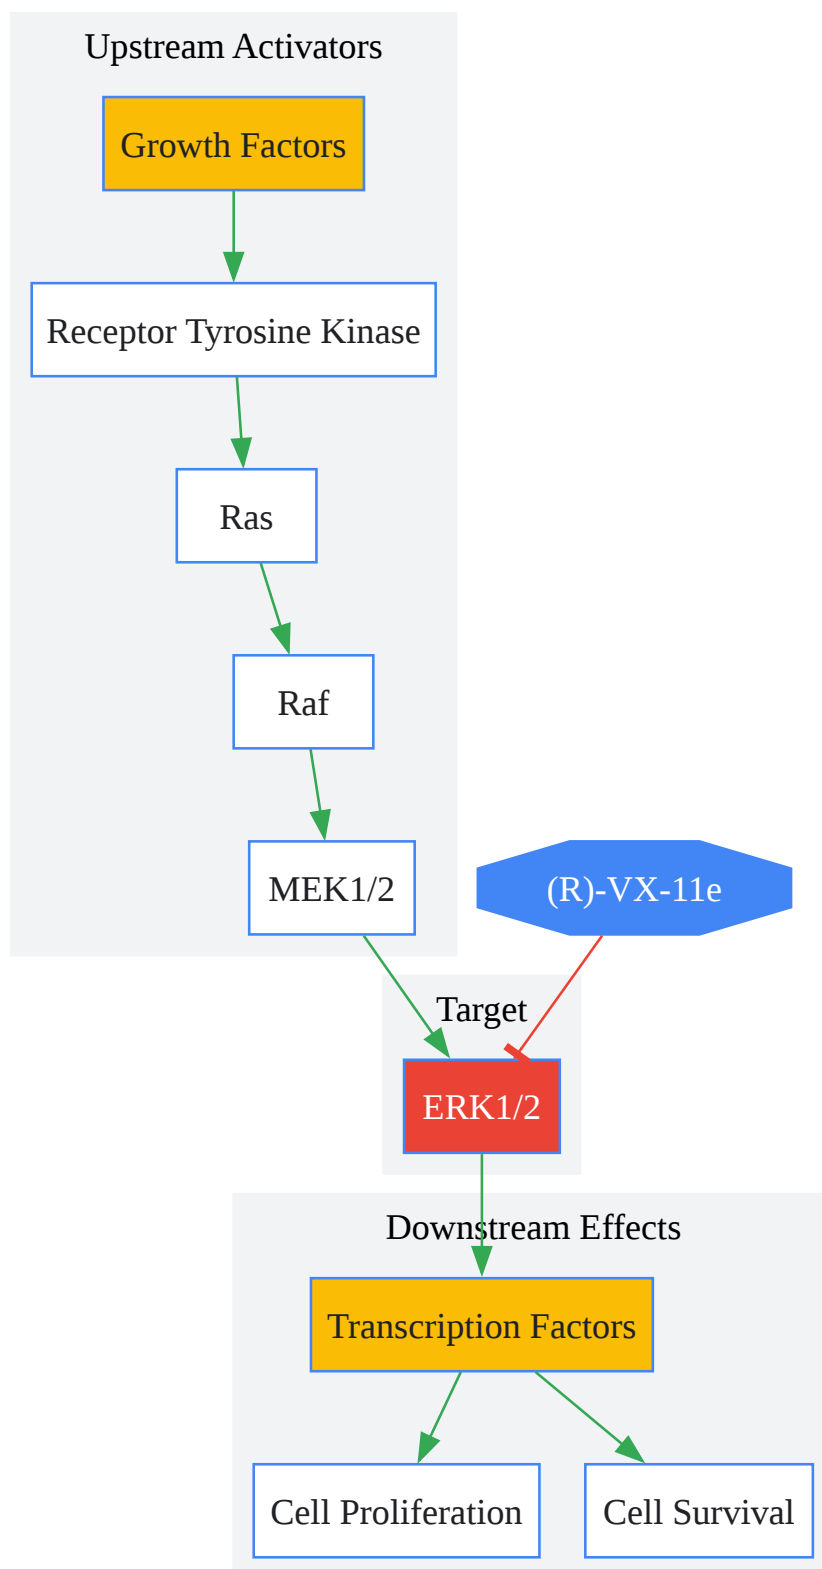 Upstream Activators
Growth Factors
Receptor Tyrosine Kinase
Ras
Raf
MEK1/2
(R)-VX-11e
Target
ERK1/2
Downstream Effects
Transcription Factors
Cell Proliferation
Cell Survival